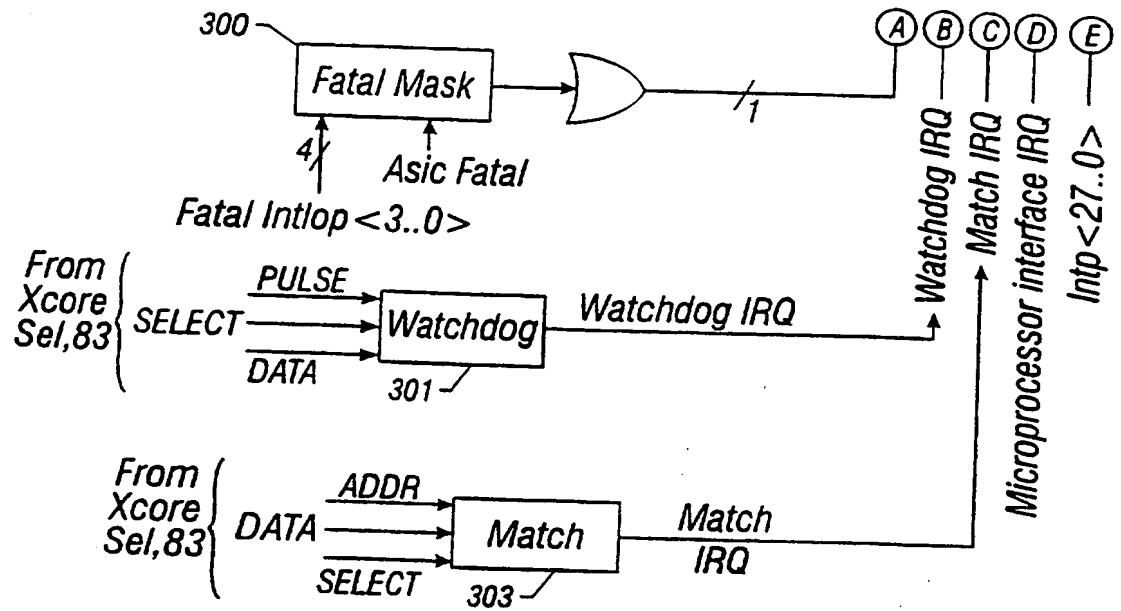 300
A B C D E
Fatal Mask
1
4
Asic Fatal
Fatal Intlop <3..0>
Watchdog IRQ
Match IRQ
Microprocessor interface IRQ
Intp<27..0>
From
Xcore
Sel,83
PULSE
SELECT
DATA
Watchdog
Watchdog IRQ
301
From
Xcore
Sel,83
ADDR
DATA
SELECT
Match
Match
IRQ
303